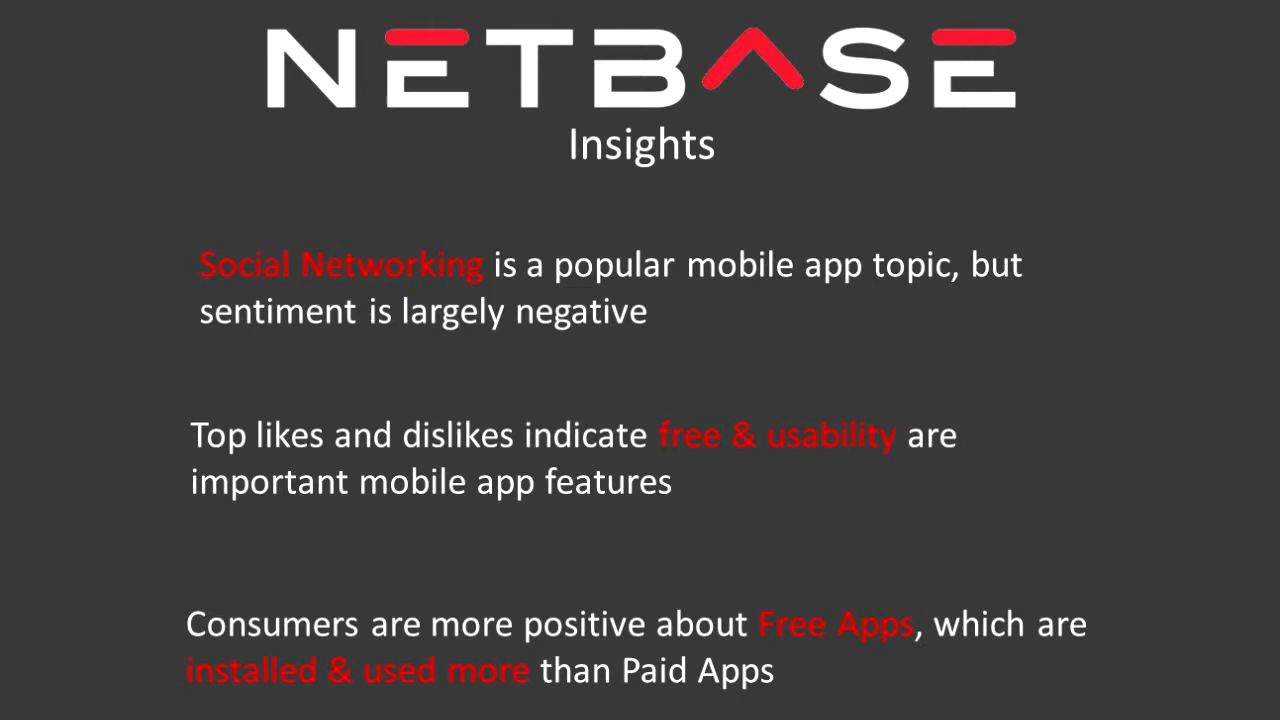 NETBASE
Insights
Social Networking is a popular mobile app topic, but
sentiment is largely negative
Top likes and dislikes indicate free & usability are
important mobile app features
Consumers are more positive about Free Apps, which are
installed & used more than Paid Apps